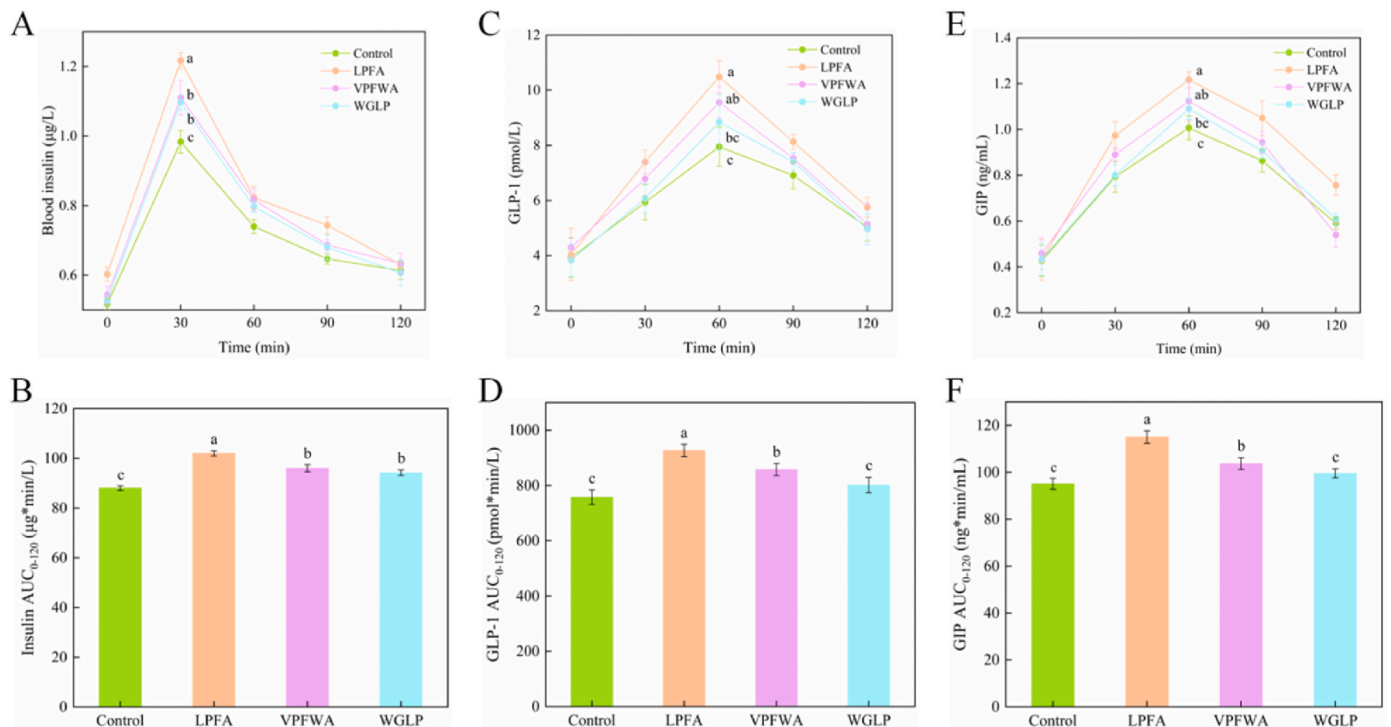 A
Blood insulin (μg/L)
1.2
1.0
0.8
0.6
a
b
b
c
Control
LPFA
VPFWA
WGLP
0 30 60 90 120
Time (min)
C
GLP-1 (pmol/L)
12
10
8
6
4
2
a
ab
bc
c
Control
LPFA
VPFWA
WGLP
0 30 60 90 120
Time (min)
E
GIP (ng/mL)
1.4
1.2
1.0
0.8
0.6
0.4
0.2
a
ab
bc
c
Control
LPFA
VPFWA
WGLP
0 30 60 90 120
Time (min)
B
Insulin AUC0-120 (μg*min/L)
120
100
80
60
40
20
0
c a b b
Control LPFA VPFWA WGLP
D
GLP-1 AUC0-120 (pmol*min/L)
1000
800
600
400
200
0
c a b c
Control LPFA VPFWA WGLP
F
GIP AUC0-120 (ng*min/mL)
120
100
80
60
40
20
0
c a b c
Control LPFA VPFWA WGLP